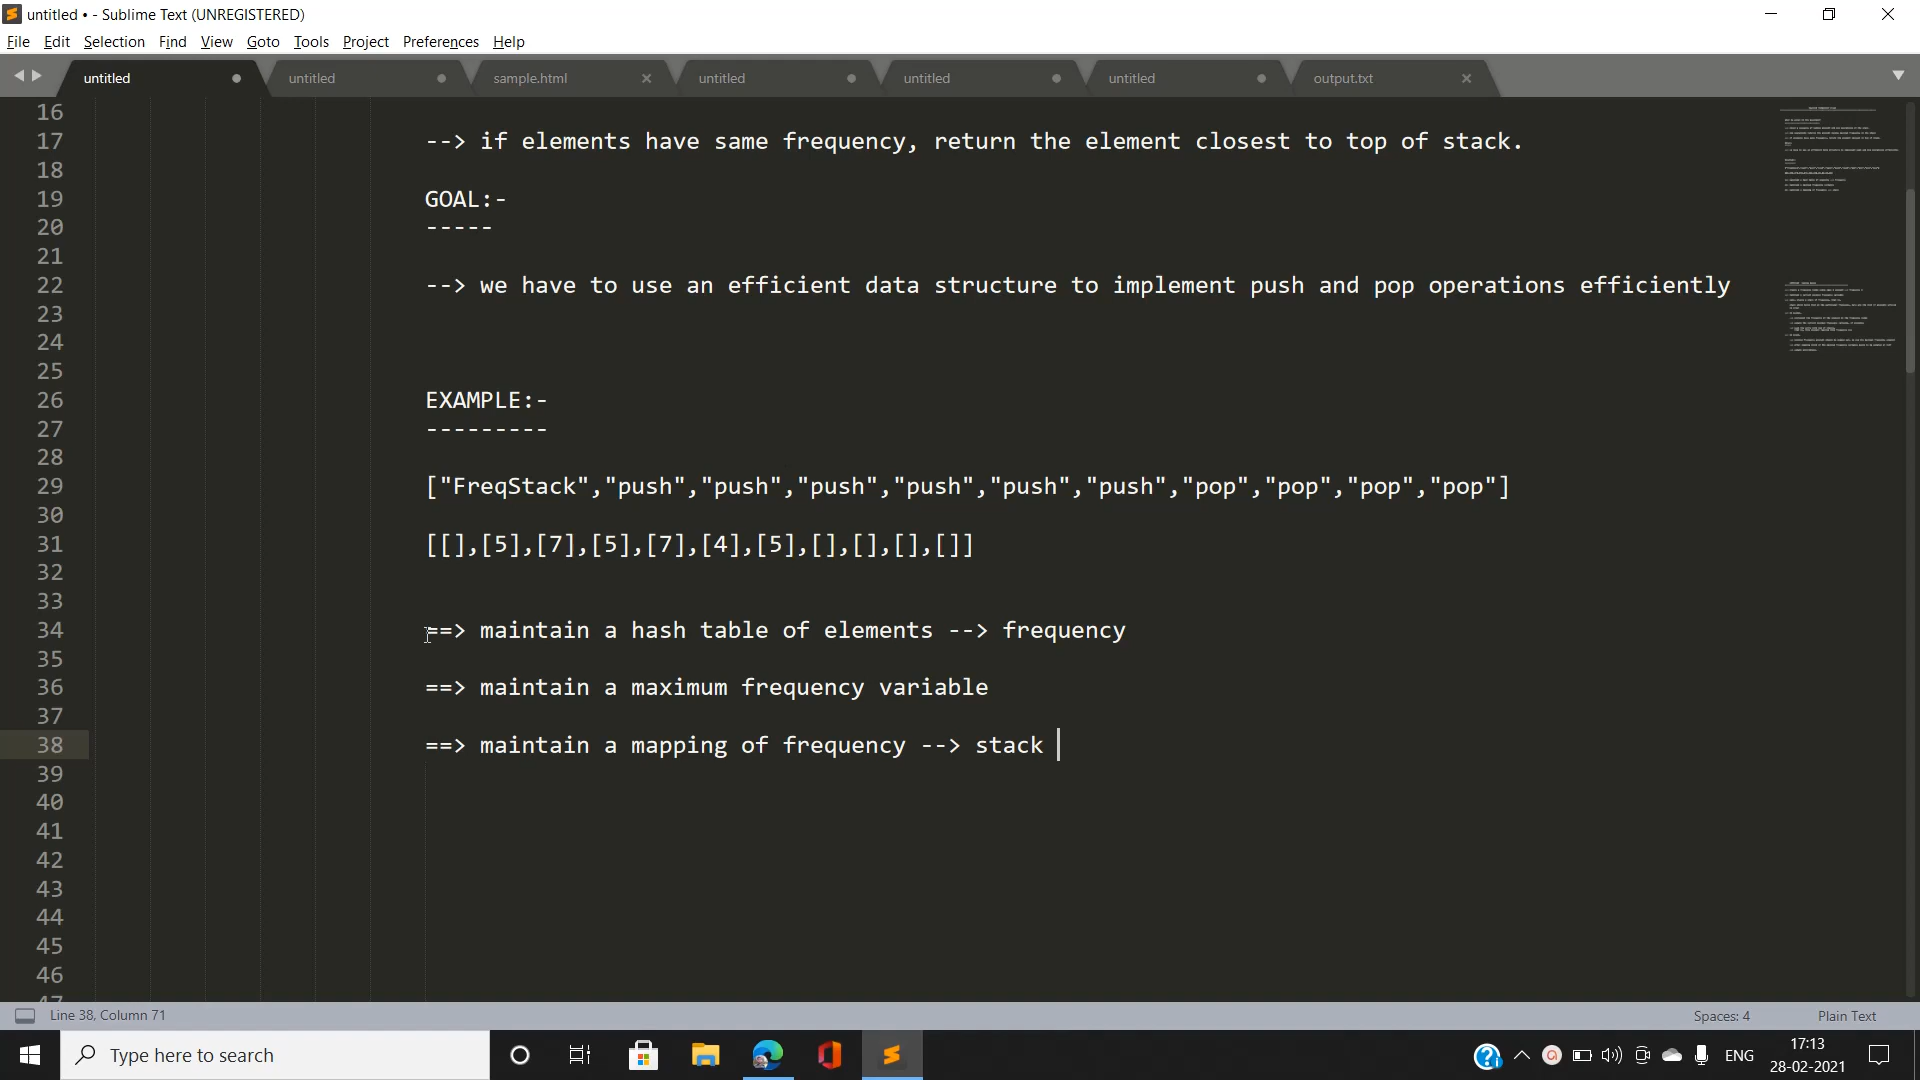 untitled • - Sublime Text (UNREGISTERED)
File Edit Selection Find View Goto Tools Project Preferences Help
untitled untitled sample.html untitled untitled untitled output.txt
16
17 --> if elements have same frequency, return the element closest to top of stack.
18
19 GOAL:-
20 -----
21
22 --> we have to use an efficient data structure to implement push and pop operations efficiently
23
24
25
26 EXAMPLE:-
27 ---------
28
29 ["FreqStack","push","push","push","push","push","push","pop","pop","pop","pop"]
30
31 [[],[5],[7],[5],[7],[4],[5],[],[],[],[]]
32
33
34 ==> maintain a hash table of elements --> frequency
35
36 ==> maintain a maximum frequency variable
37
38 ==> maintain a mapping of frequency --> stack
39
40
41
42
43
44
45
46
47
Line 38, Column 71 Spaces: 4 Plain Text
Type here to search ENG 17:13
28-02-2021